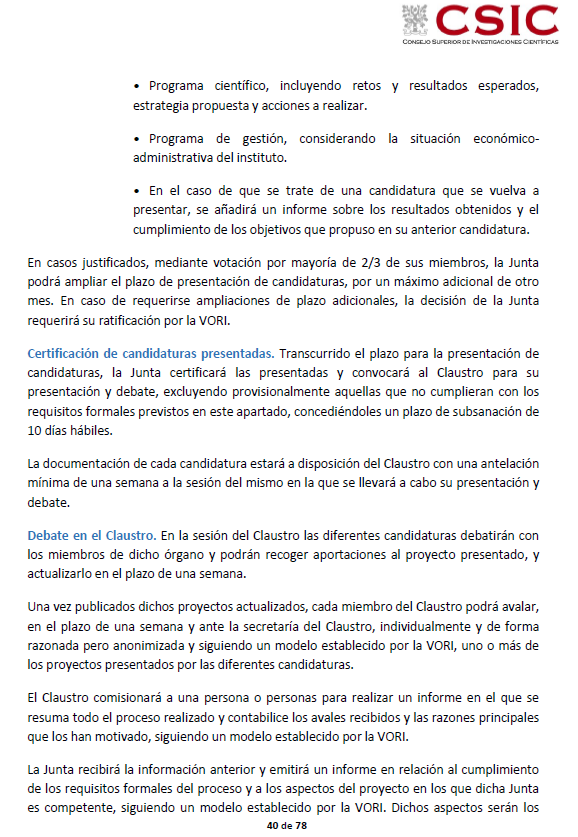 CSIC
CONSEJO SUPERIOR DE INVESTIGACIONES CIENTÍFICAS
• Programa científico, incluyendo retos y resultados esperados,
estrategia propuesta y acciones a realizar.
• Programa de gestión, considerando la situación económico-
administrativa del instituto.
• En el caso de que se trate de una candidatura que se vuelva a
presentar, se añadirá un informe sobre los resultados obtenidos y el
cumplimiento de los objetivos que propuso en su anterior candidatura.
En casos justificados, mediante votación por mayoría de 2/3 de sus miembros, la Junta
podrá ampliar el plazo de presentación de candidaturas, por un máximo adicional de otro
mes. En caso de requerirse ampliaciones de plazo adicionales, la decisión de la Junta
requerirá su ratificación por la VORI.
Certificación de candidaturas presentadas. Transcurrido el plazo para la presentación de
candidaturas, la Junta certificará las presentadas y convocará al Claustro para su
presentación y debate, excluyendo provisionalmente aquellas que no cumplieran con los
requisitos formales previstos en este apartado, concediéndoles un plazo de subsanación de
10 días hábiles.
La documentación de cada candidatura estará a disposición del Claustro con una antelación
mínima de una semana a la sesión del mismo en la que se llevará a cabo su presentación y
debate.
Debate en el Claustro. En la sesión del Claustro las diferentes candidaturas debatirán con
los miembros de dicho órgano y podrán recoger aportaciones al proyecto presentado, y
actualizarlo en el plazo de una semana.
Una vez publicados dichos proyectos actualizados, cada miembro del Claustro podrá avalar,
en el plazo de una semana y ante la secretaría del Claustro, individualmente y de forma
razonada pero anonimizada y siguiendo un modelo establecido por la VORI, uno o más de
los proyectos presentados por las diferentes candidaturas.
El Claustro comisionará a una persona o personas para realizar un informe en el que se
resuma todo el proceso realizado y contabilice los avales recibidos y las razones principales
que los han motivado, siguiendo un modelo establecido por la VORI.
La Junta recibirá la información anterior y emitirá un informe en relación al cumplimiento
de los requisitos formales del proceso y a los aspectos del proyecto en los que dicha Junta
es competente, siguiendo un modelo establecido por la VORI. Dichos aspectos serán los
40 de 78